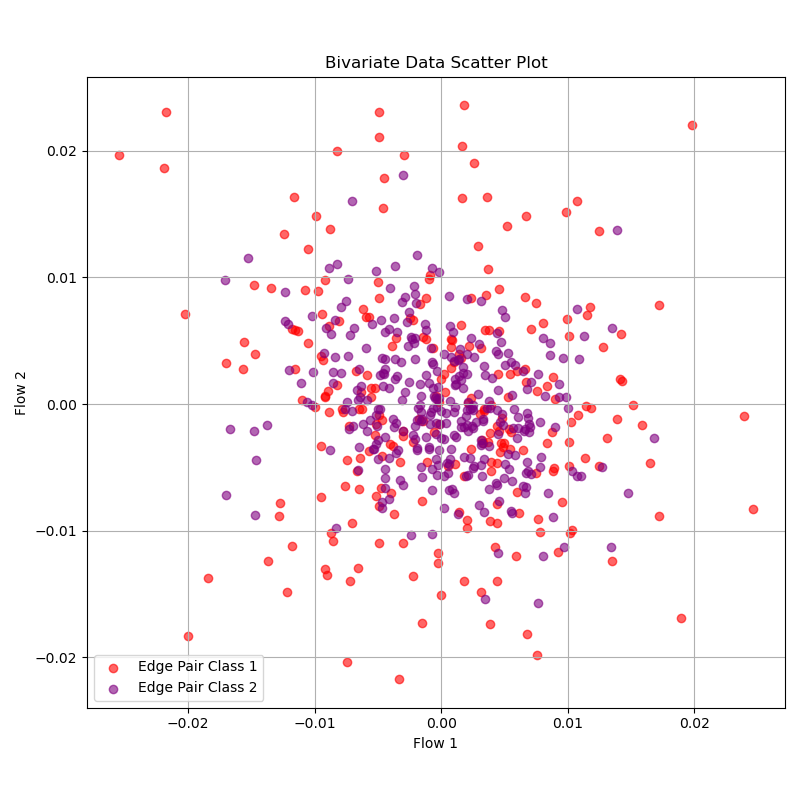 Bivariate Data Scatter Plot
Flow 2
0.02
0.01
0.00
−0.01
−0.02
Edge Pair Class 1
Edge Pair Class 2
−0.02
−0.01
0.00
0.01
0.02
Flow 1